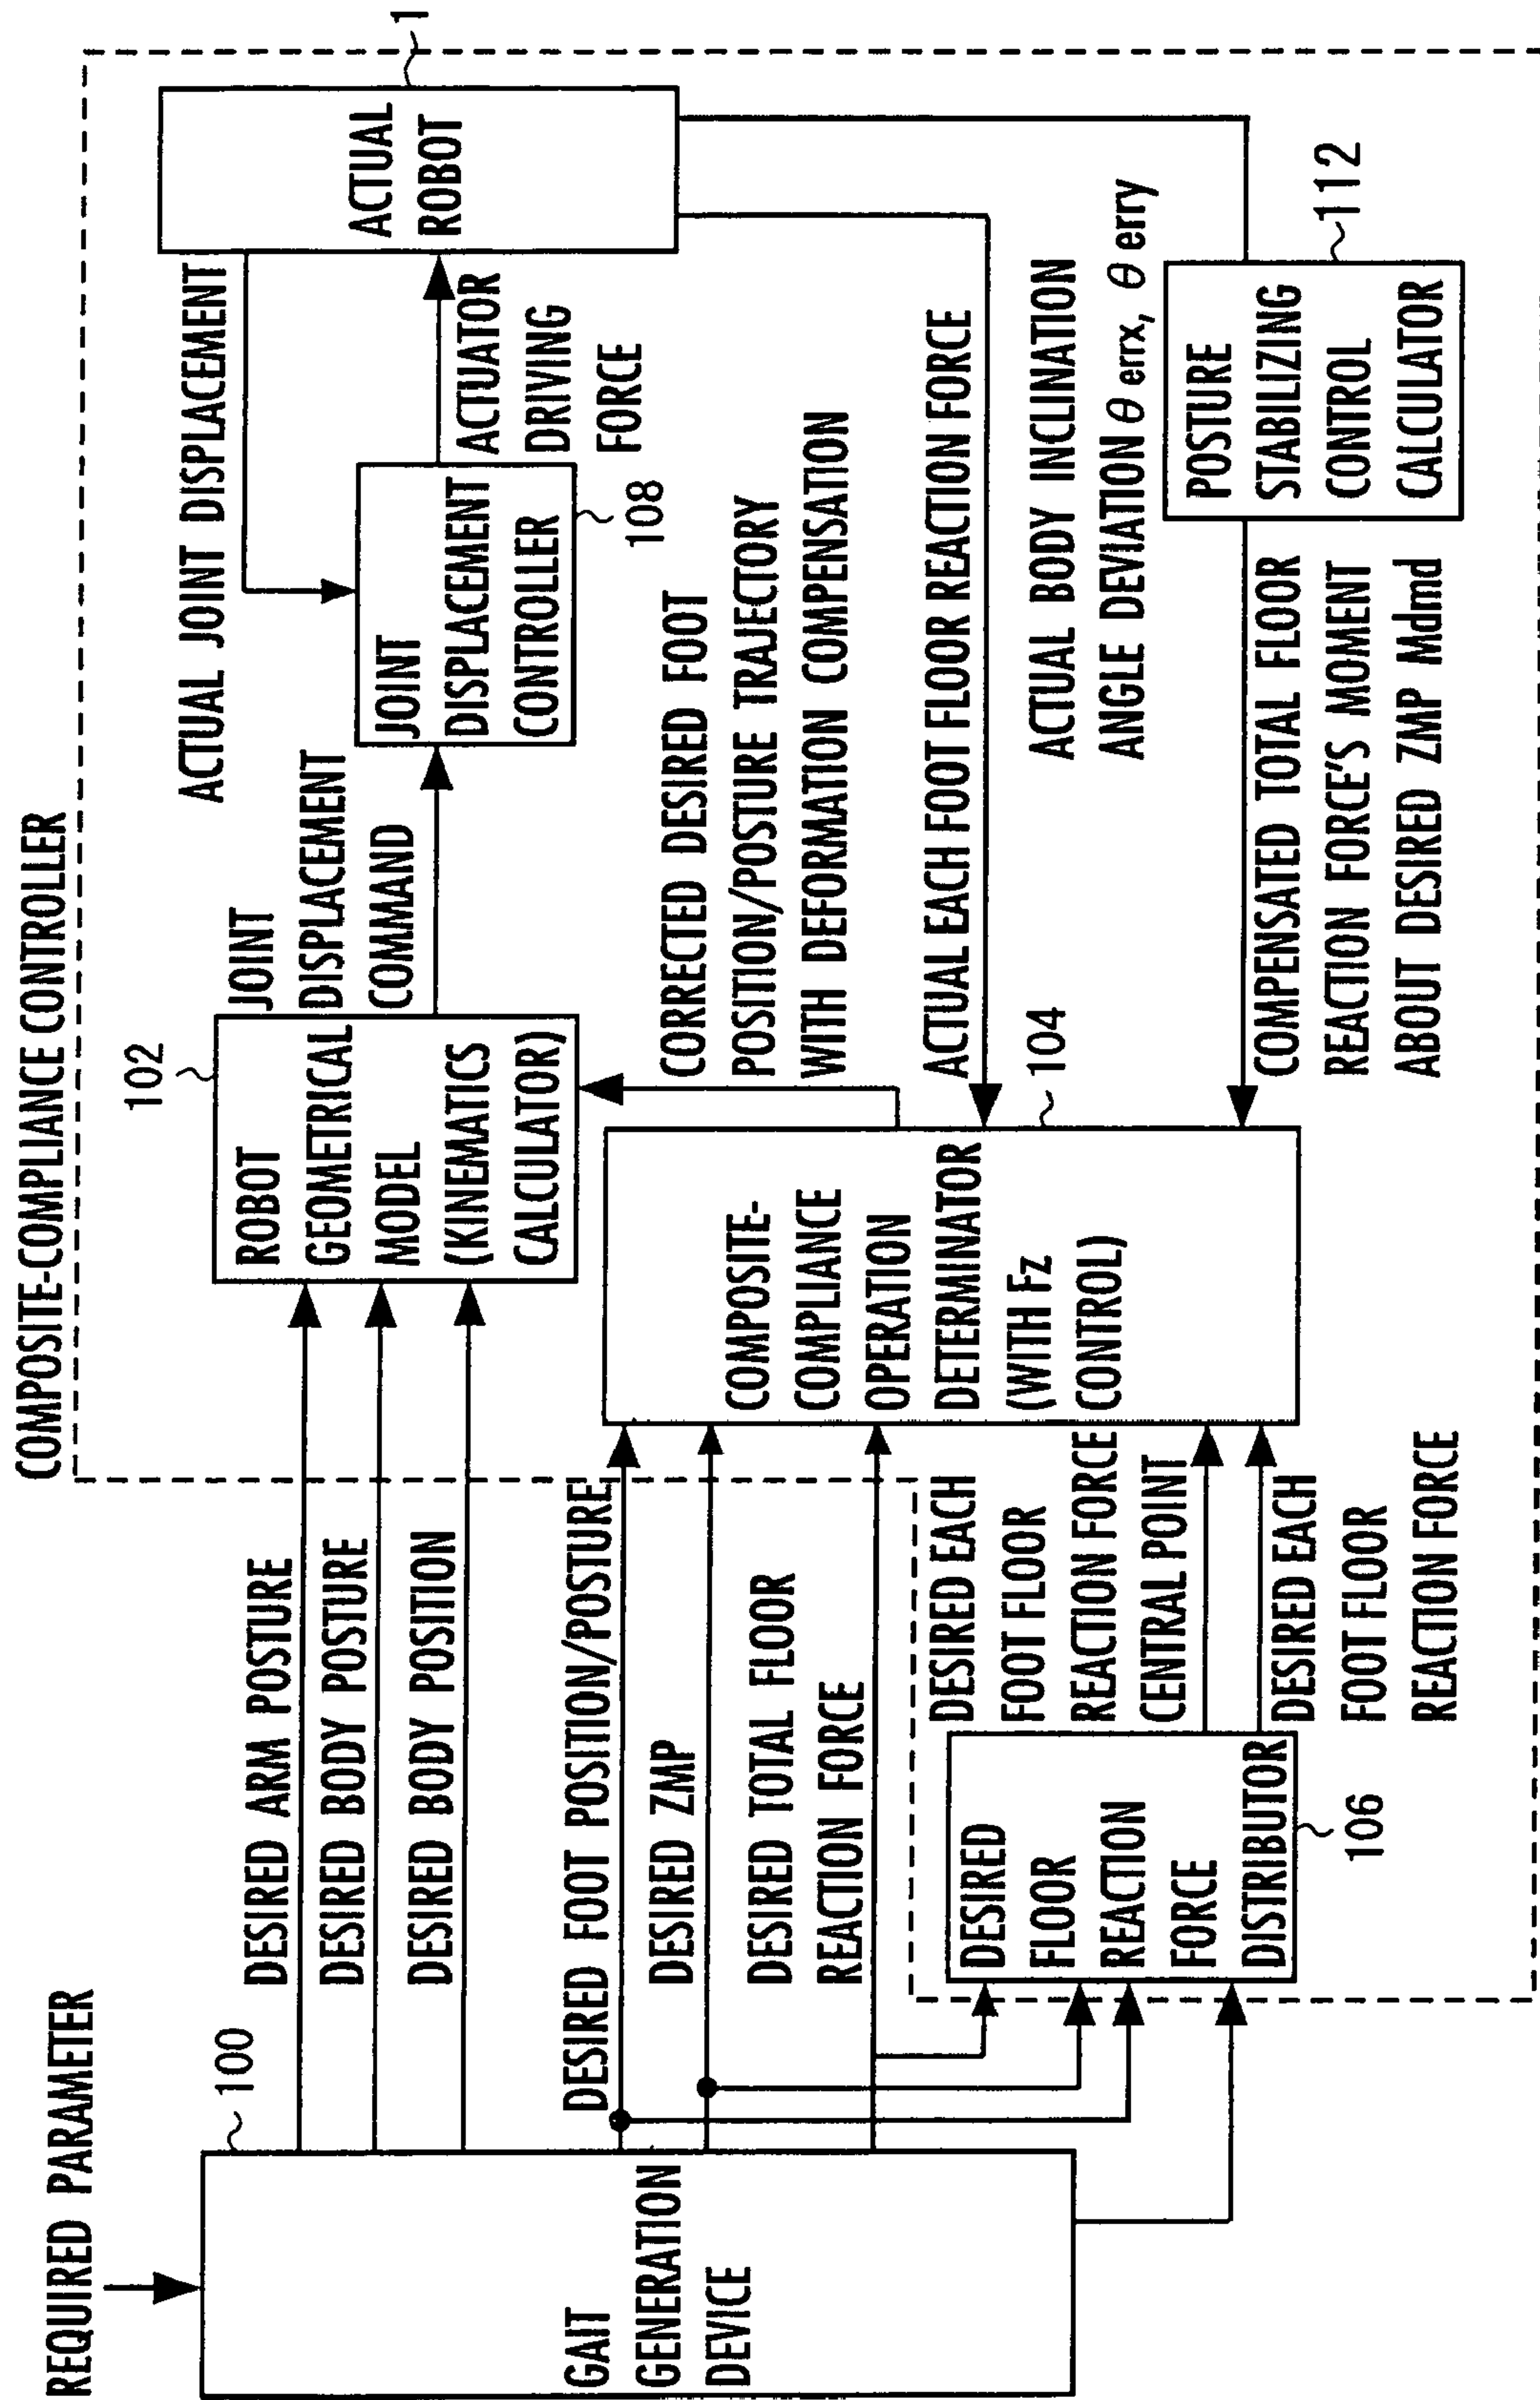 COMPOSITE-COMPLIANCE CONTROLLER
REQUIRED PARAMETER
100
GAIT
GENERATION
DEVICE
DESIRED ARM POSTURE
DESIRED BODY POSTURE
DESIRED BODY POSITION
DESIRED FOOT POSITION/POSTURE
DESIRED ZMP
DESIRED TOTAL FLOOR
REACTION FORCE
DESIRED
FLOOR
REACTION
FORCE
DISTRIBUTOR
106
DESIRED EACH
FOOT FLOOR
REACTION FORCE
CENTRAL POINT
DESIRED EACH
FOOT FLOOR
REACTION FORCE
102
ROBOT
GEOMETRICAL
MODEL
(KINEMATICS
CALCULATOR)
COMPOSITE-
COMPLIANCE
OPERATION
DETERMINATOR
(WITH Fz
CONTROL)
104
JOINT
DISPLACEMENT
COMMAND
CORRECTED DESIRED FOOT
POSITION/POSTURE TRAJECTORY
WITH DEFORMATION COMPENSATION
JOINT
DISPLACEMENT
CONTROLLER
108
ACTUAL JOINT DISPLACEMENT
ACTUATOR
DRIVING
FORCE
ACTUAL
ROBOT
1
ACTUAL EACH FOOT FLOOR REACTION FORCE
ACTUAL BODY INCLINATION
ANGLE DEVIATION θ errx, θ erry
POSTURE
STABILIZING
CONTROL
CALCULATOR
112
COMPENSATED TOTAL FLOOR
REACTION FORCE'S MOMENT
ABOUT DESIRED ZMP Mdmd